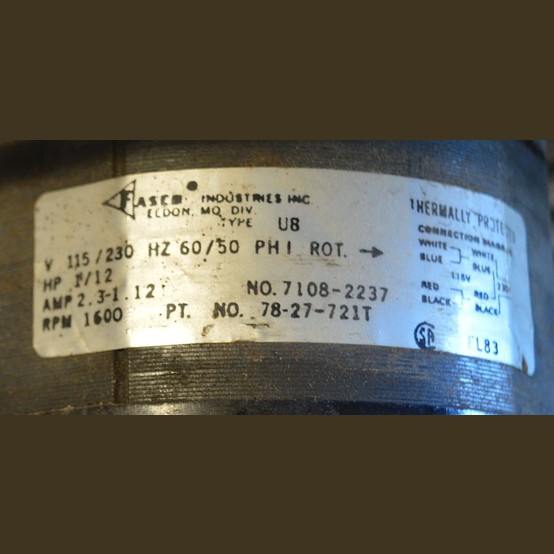 FASCO INDUSTRIES INC.
ELDON, MO. DIV.
TYPE U8
V 115/230 HZ 60/50 PH 1 ROT. →
HP 1/12
AMP 2.3-1.12 NO. 7108-2237
RPM 1600 PT. NO. 78-27-721T
THERMALLY PROTECTED
CONNECTION DIAGRAM
WHITE WHITE
BLUE BLUE
115V
RED RED
BLACK BLACK
SA